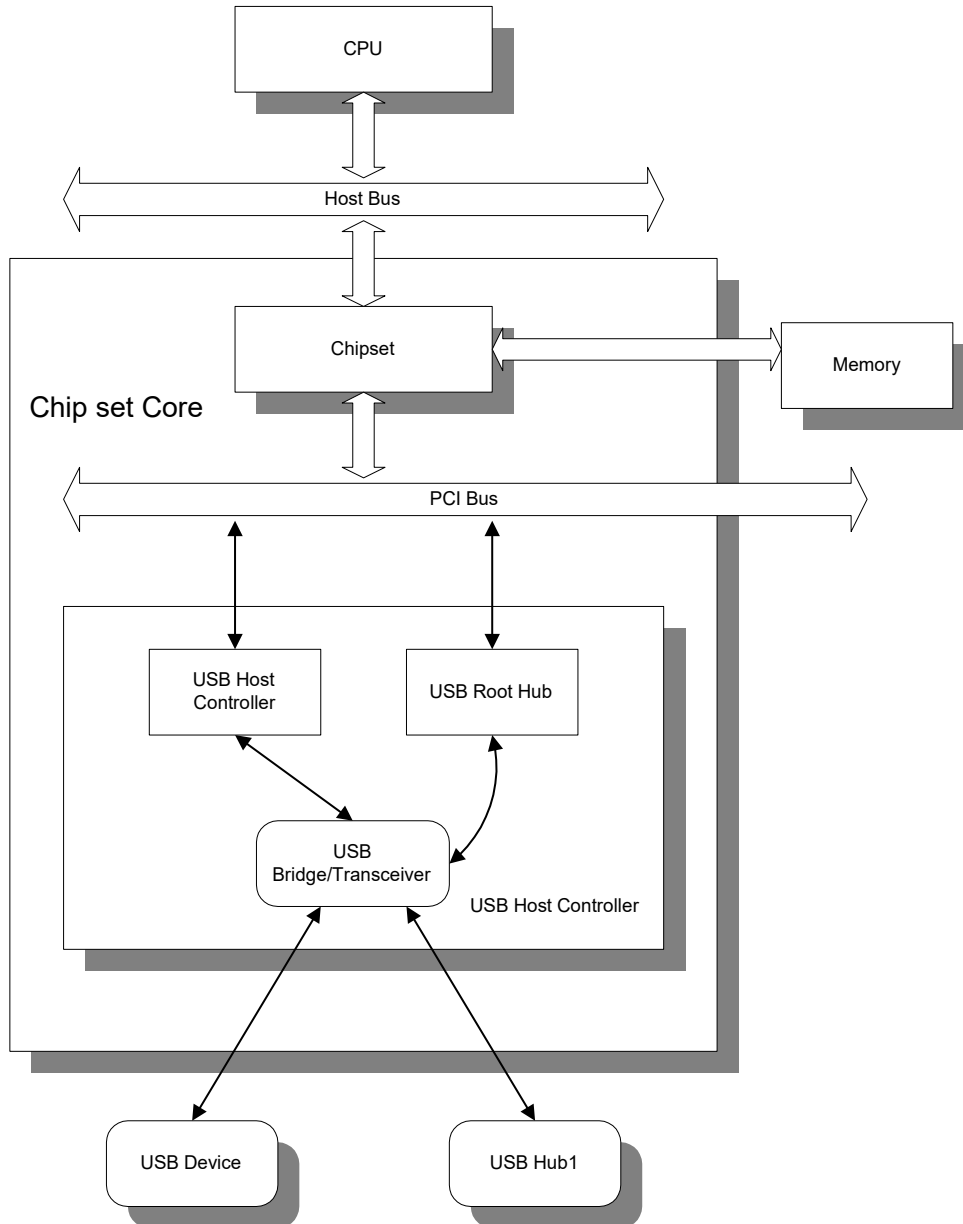 CPU
Host Bus
Chipset
Memory
Chip set Core
PCI Bus
USB Host
Controller
USB Root Hub
USB
Bridge/Transceiver
USB Host Controller
USB Device
USB Hub1